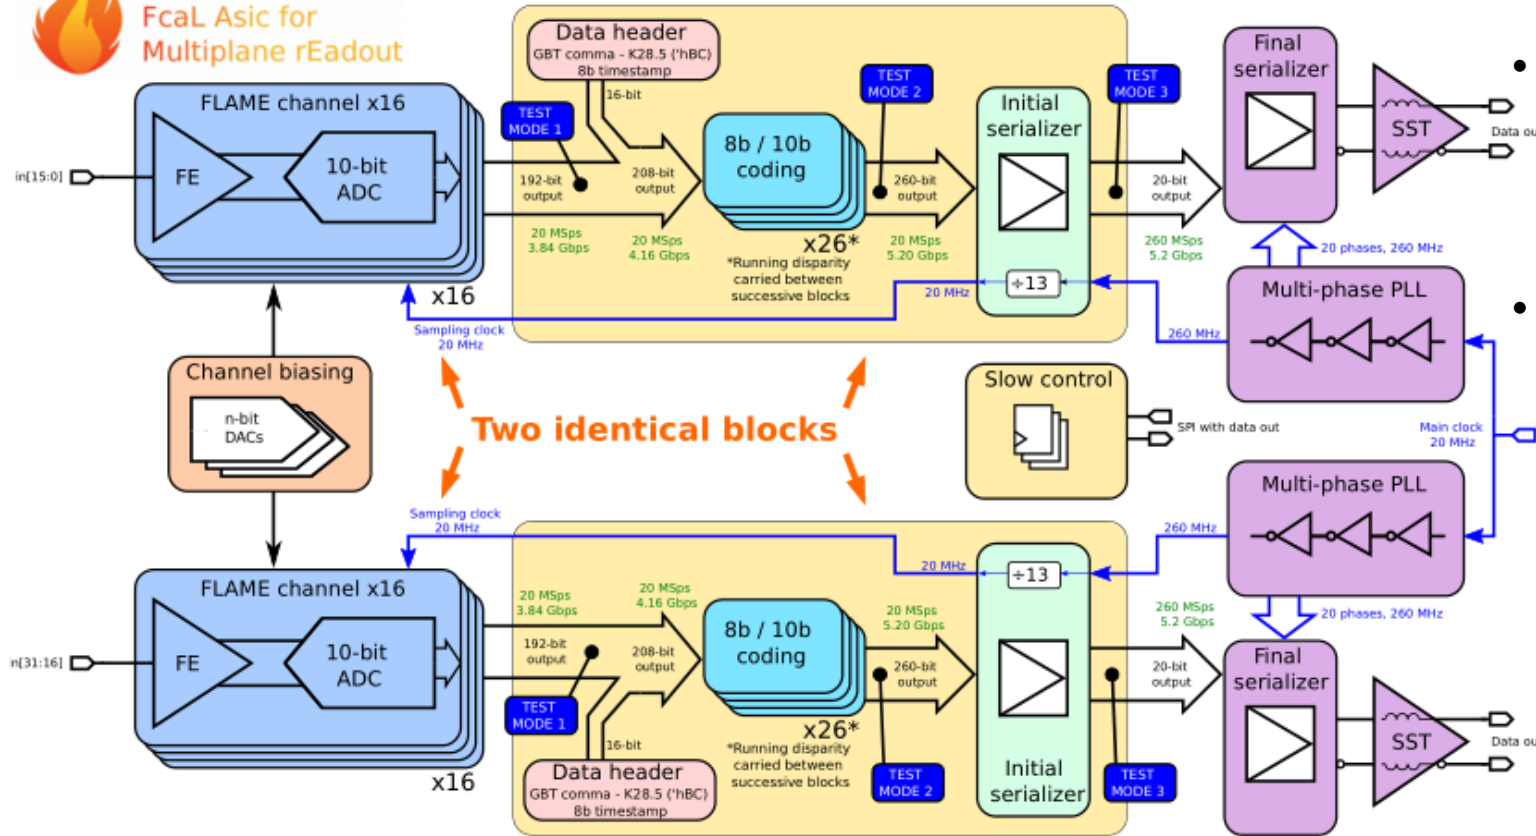 FcaL Asic for
Multiplane rEadout
FLAME channel x16
FE
10-bit
ADC
in[15:0]
x16
Data header
GBT comma - K28.5 ('hBC)
8b timestamp
16-bit
TEST
MODE 1
192-bit
output
208-bit
output
20 MSps
3.84 Gbps
20 MSps
4.16 Gbps
8b / 10b
coding
x26*
*Running disparity
carried between
successive blocks
TEST
MODE 2
260-bit
output
20 MSps
5.20 Gbps
Initial
serializer
÷13
20 MHz
Sampling clock
20 MHz
TEST
MODE 3
20-bit
output
260 MSps
5.2 Gbps
260 MHz
Final
serializer
SST
Data ou
20 phases, 260 MHz
Multi-phase PLL
Channel biasing
n-bit
DACs
Two identical blocks
Slow control
SPI with data out
Main clock
20 MHz
Multi-phase PLL
20 phases, 260 MHz
260 MHz
Sampling clock
20 MHz
20 MHz
÷13
FLAME channel x16
FE
10-bit
ADC
in[31:16]
x16
20 MSps
3.84 Gbps
20 MSps
4.16 Gbps
192-bit
output
208-bit
output
TEST
MODE 1
16-bit
Data header
GBT comma - K28.5 ('hBC)
8b timestamp
8b / 10b
coding
x26*
*Running disparity
carried between
successive blocks
20 MSps
5.20 Gbps
260-bit
output
TEST
MODE 2
Initial
serializer
260 MSps
5.2 Gbps
20-bit
output
TEST
MODE 3
Final
serializer
SST
Data ou